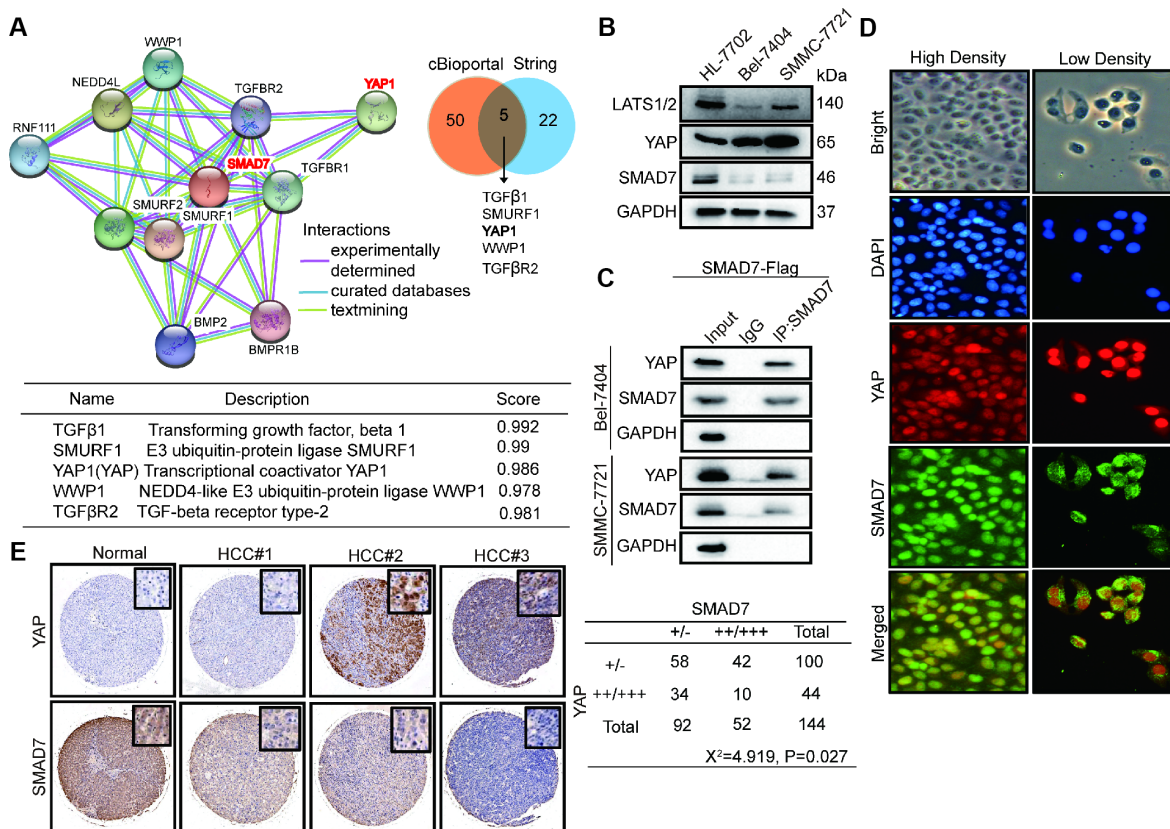 A
WWP1
NEDD4L
TGFBR2
YAP1
RNF111
SMAD7
TGFBR1
SMURF2
SMURF1
BMP2
BMPR1B
Interactions
experimentally
determined
curated databases
textmining
cBioportal String
50 5 22
TGFβ1
SMURF1
YAP1
WWP1
TGFβR2
Name Description Score
TGFβ1 Transforming growth factor, beta 1 0.992
SMURF1 E3 ubiquitin-protein ligase SMURF1 0.99
YAP1(YAP) Transcriptional coactivator YAP1 0.986
WWP1 NEDD4-like E3 ubiquitin-protein ligase WWP1 0.978
TGFβR2 TGF-beta receptor type-2 0.981
B
HL-7702 Bel-7404 SMMC-7721 kDa
LATS1/2 140
YAP 65
SMAD7 46
GAPDH 37
C
SMAD7-Flag
Input IgG IP:SMAD7
Bel-7404
YAP
SMAD7
GAPDH
SMMC-7721
YAP
SMAD7
GAPDH
D
High Density Low Density
Bright
DAPI
YAP
SMAD7
Merged
E
Normal HCC#1 HCC#2 HCC#3
YAP
SMAD7
SMAD7
+/- ++/+++ Total
YAP
+/- 58 42 100
++/+++ 34 10 44
Total 92 52 144
X²=4.919, P=0.027